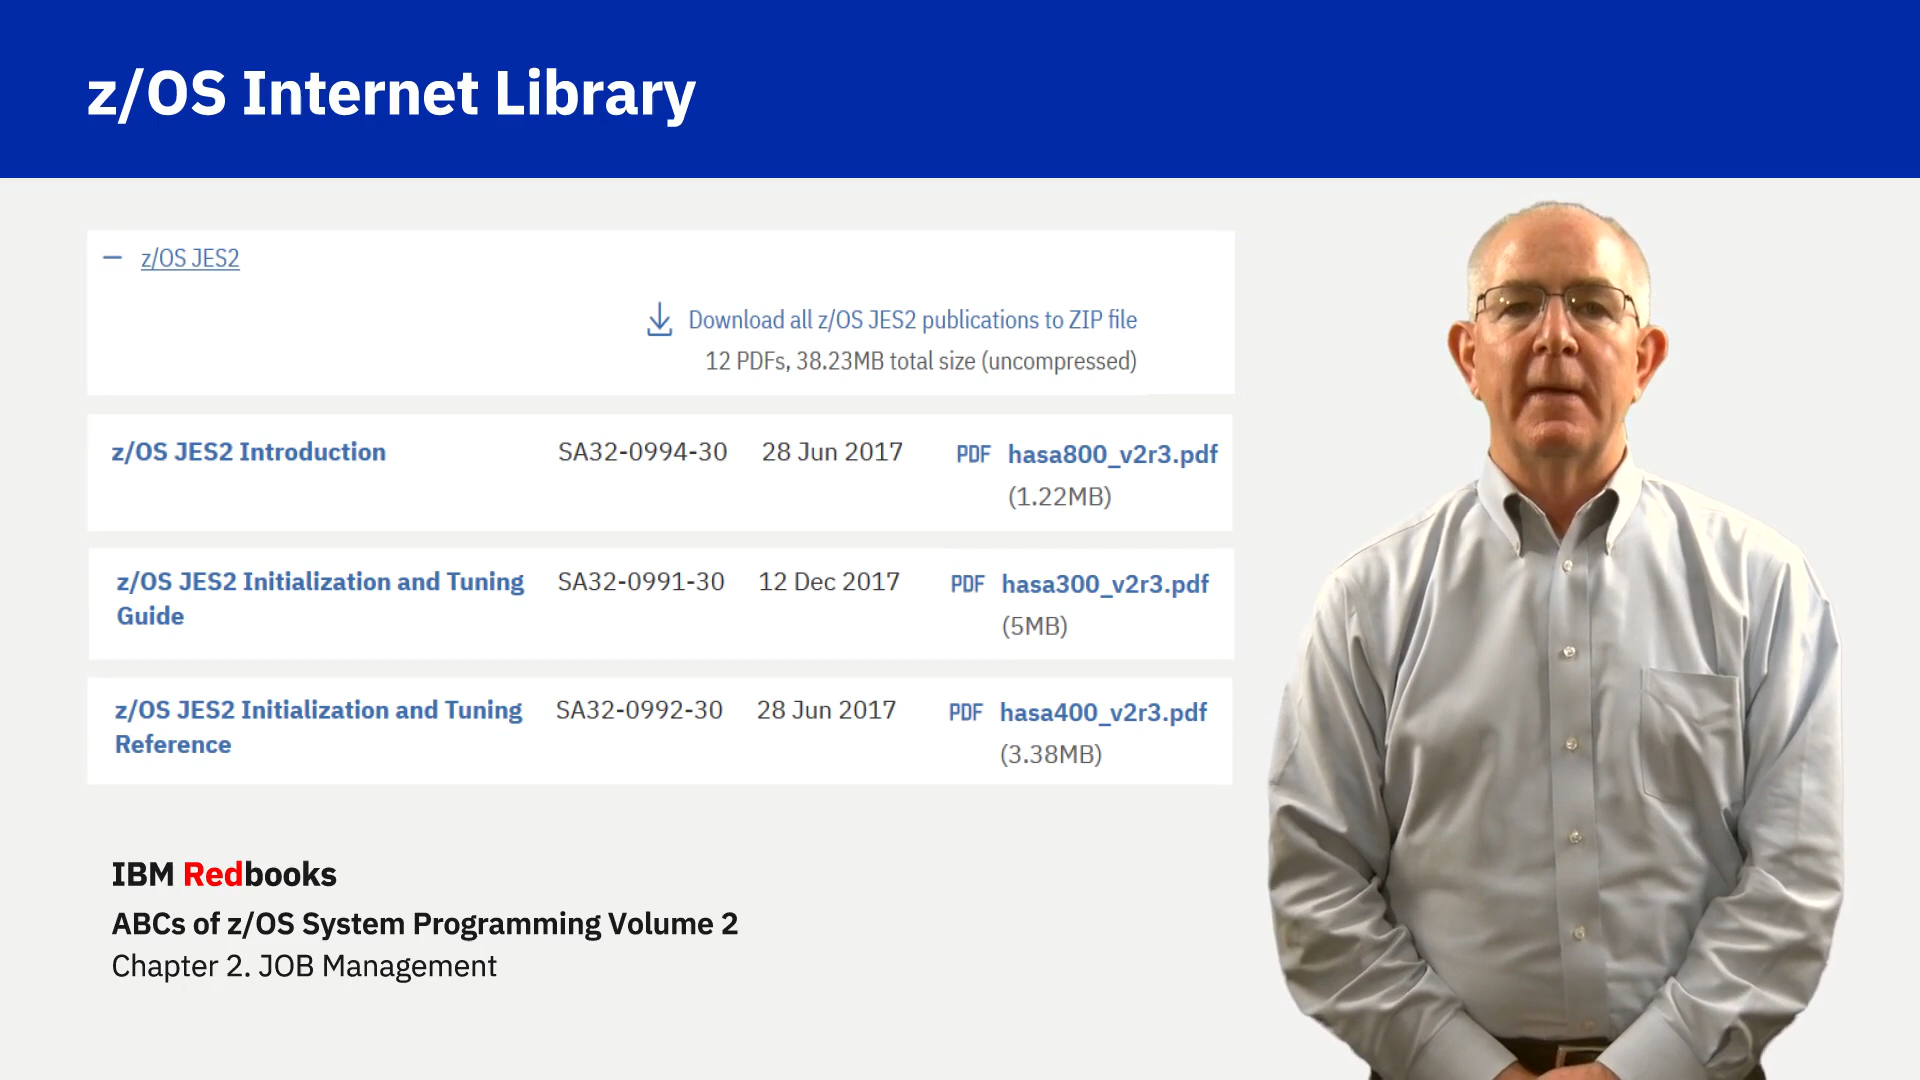 z/OS Internet Library
— z/OS JES2
Download all z/OS JES2 publications to ZIP file
12 PDFs, 38.23MB total size (uncompressed)
z/OS JES2 Introduction SA32-0994-30 28 Jun 2017 PDF hasa800_v2r3.pdf
(1.22MB)
z/OS JES2 Initialization and Tuning SA32-0991-30 12 Dec 2017 PDF hasa300_v2r3.pdf
Guide (5MB)
z/OS JES2 Initialization and Tuning SA32-0992-30 28 Jun 2017 PDF hasa400_v2r3.pdf
Reference (3.38MB)
IBM Redbooks
ABCs of z/OS System Programming Volume 2
Chapter 2. JOB Management